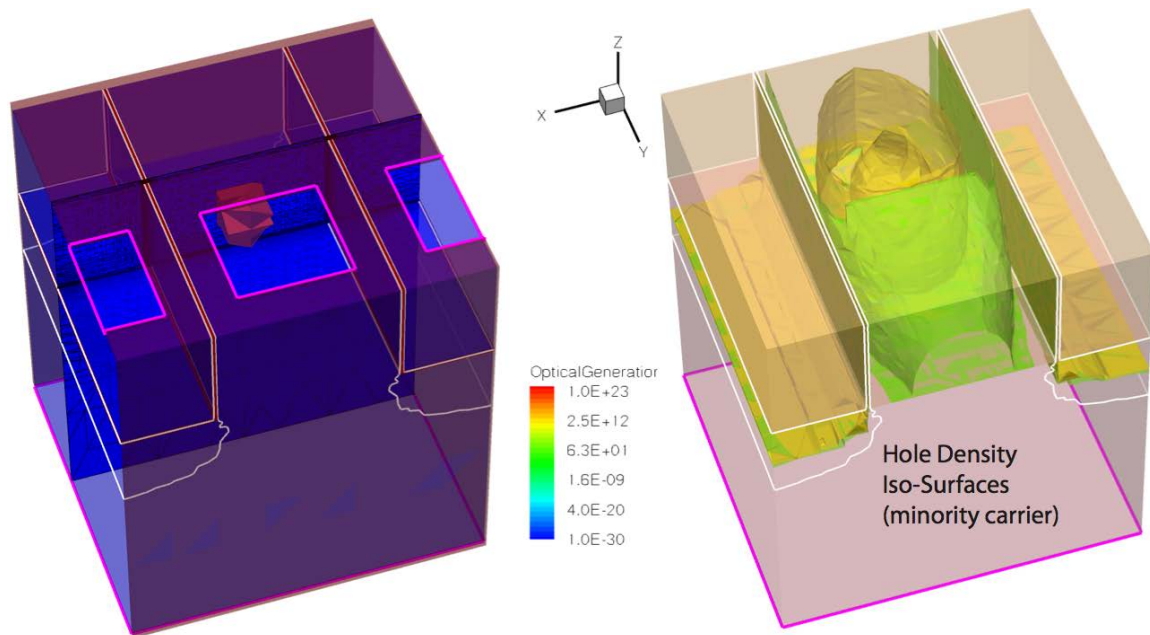 Z
X
Y
OpticalGeneratior
1.0E+23
2.5E+12
6.3E+01
1.6E-09
4.0E-20
1.0E-30
Hole Density
Iso-Surfaces
(minority carrier)